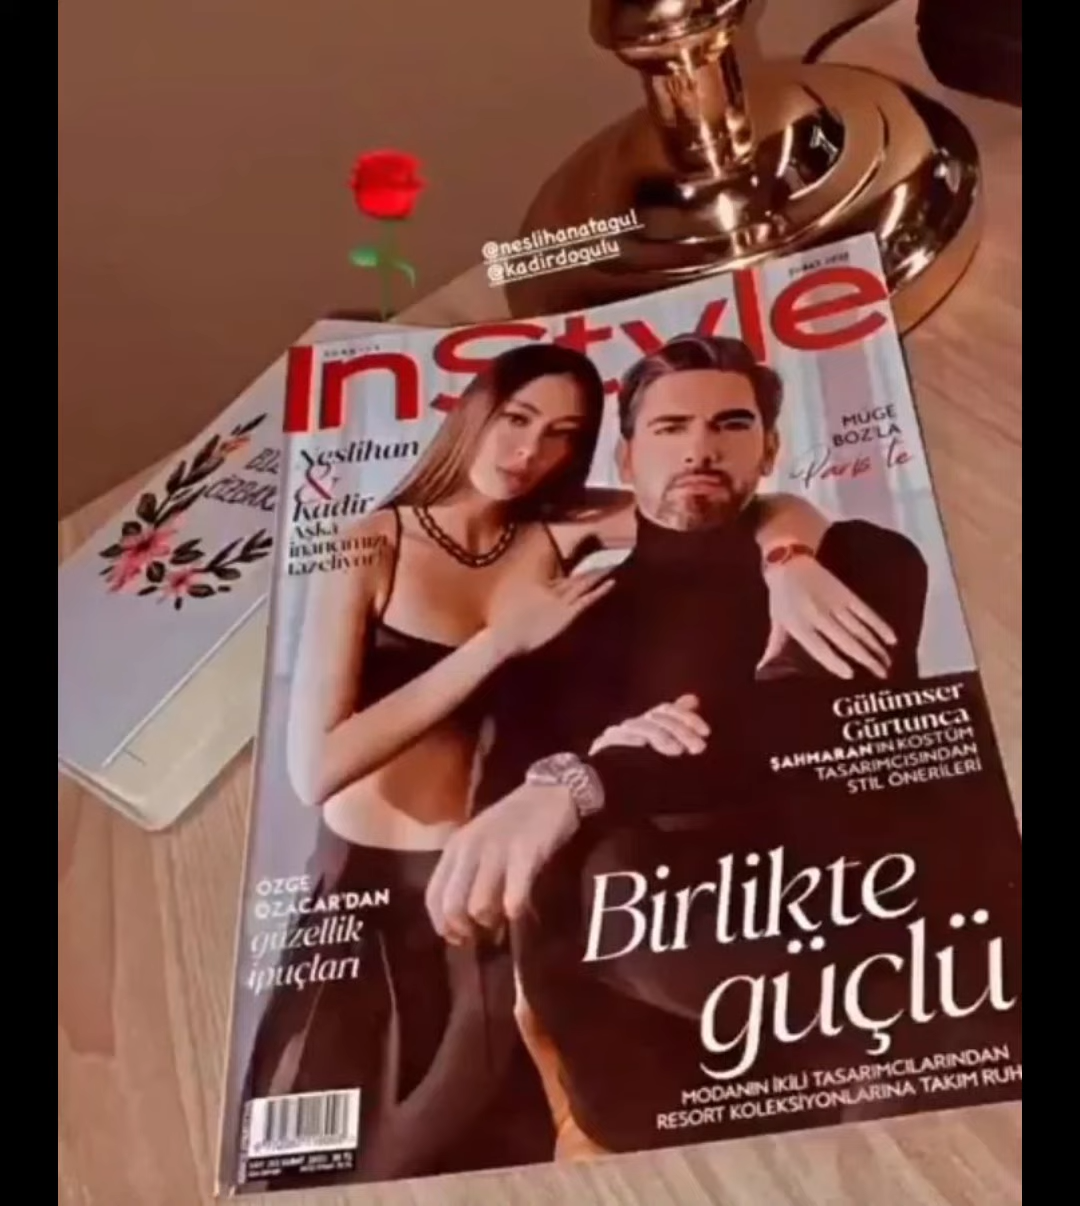 @neslihanatagul
@kadirdogulu
InStyle
Neslihan
&
Kadir
Aşka
inancımızı
tazeliyor!
MÜGE
BOZ'LA
Paris'te
Gülümser
Gürtunca
ŞAHMARAN'IN KOSTÜM
TASARIMCISINDAN
STİL ÖNERİLERİ
ÖZGE
ÖZACAR'DAN
güzellik
ipuçları
Birlikte
güçlü
MODANIN İKİLİ TASARIMCILARINDAN
RESORT KOLEKSİYONLARINA TAKIM RUH